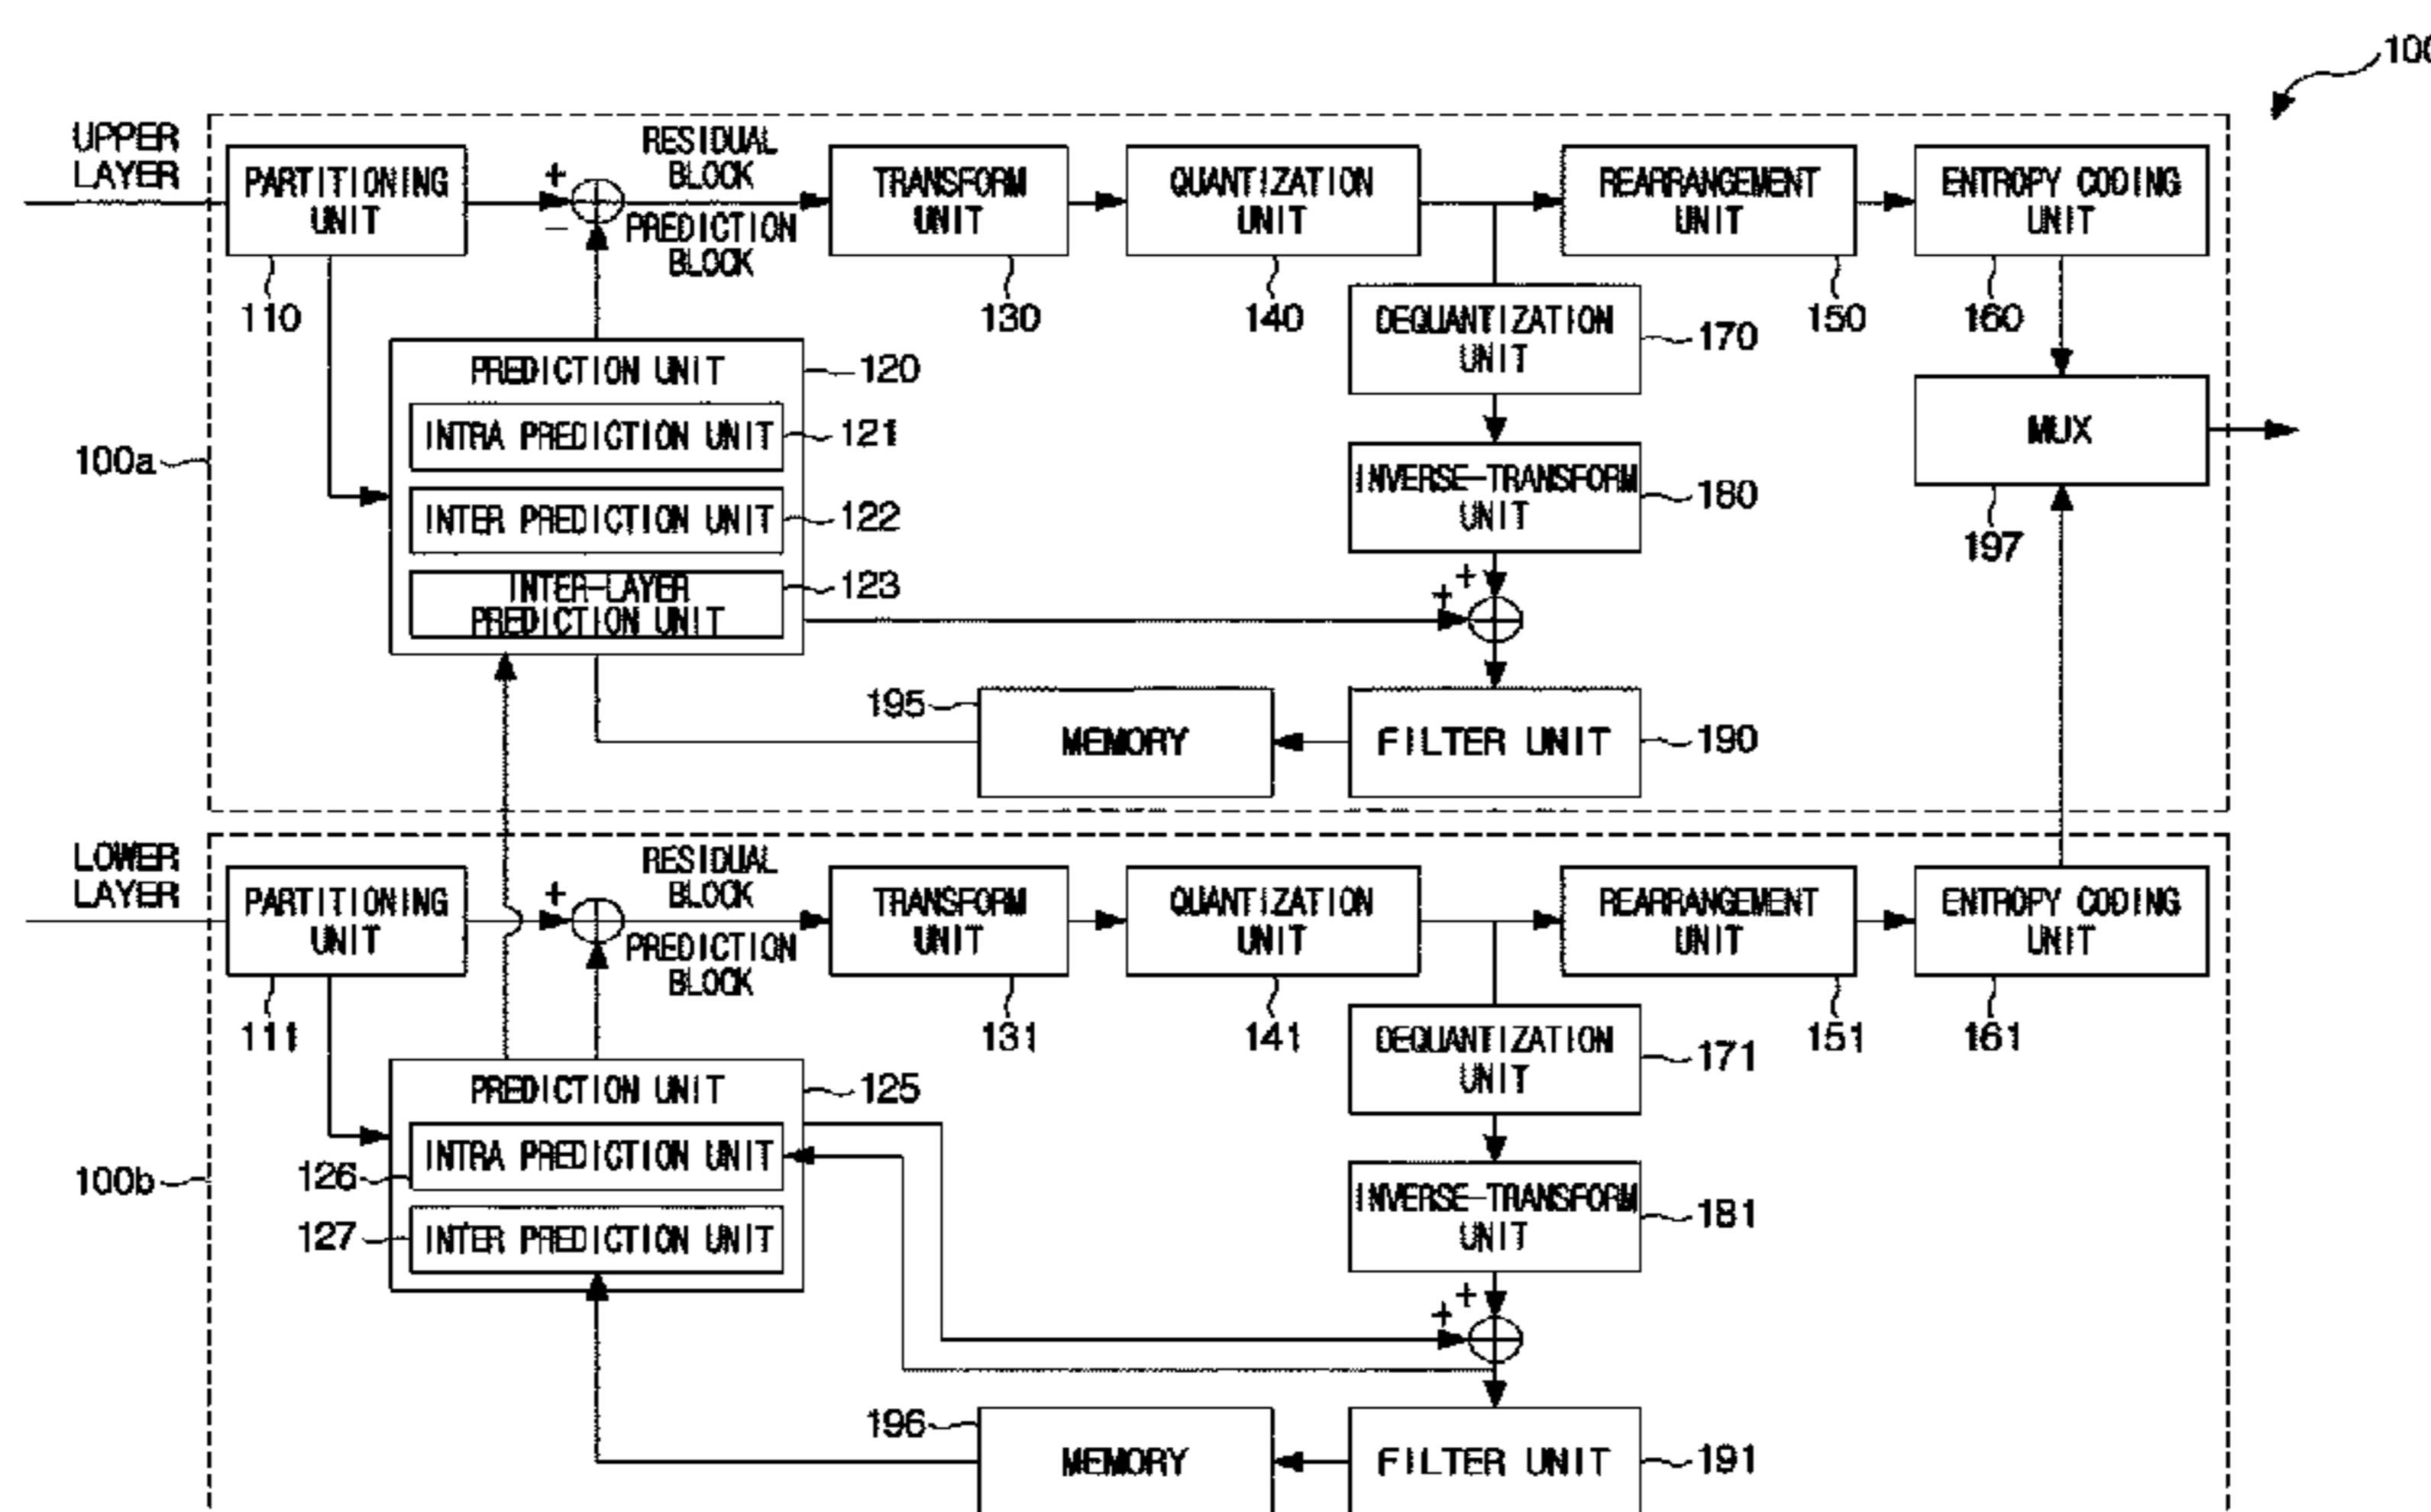 100
UPPER
LAYER
PARTITIONING
UNIT
110
+
−
RESIDUAL
BLOCK
PREDICTION
BLOCK
TRANSFORM
UNIT
130
QUANTIZATION
UNIT
140
REARRANGEMENT
UNIT
150
ENTROPY CODING
UNIT
160
DEQUANTIZATION
UNIT
170
PREDICTION UNIT
120
INTRA PREDICTION UNIT
121
INTER PREDICTION UNIT
122
INTER-LAYER
PREDICTION UNIT
123
100a
INVERSE-TRANSFORM
UNIT
180
MUX
197
+
+
195
MEMORY
FILTER UNIT
190
LOWER
LAYER
PARTITIONING
UNIT
111
+
RESIDUAL
BLOCK
PREDICTION
BLOCK
TRANSFORM
UNIT
131
QUANTIZATION
UNIT
141
REARRANGEMENT
UNIT
151
ENTROPY CODING
UNIT
161
DEQUANTIZATION
UNIT
171
PREDICTION UNIT
125
INTRA PREDICTION UNIT
126
INTER PREDICTION UNIT
127
100b
INVERSE-TRANSFORM
UNIT
181
+
+
196
MEMORY
FILTER UNIT
191